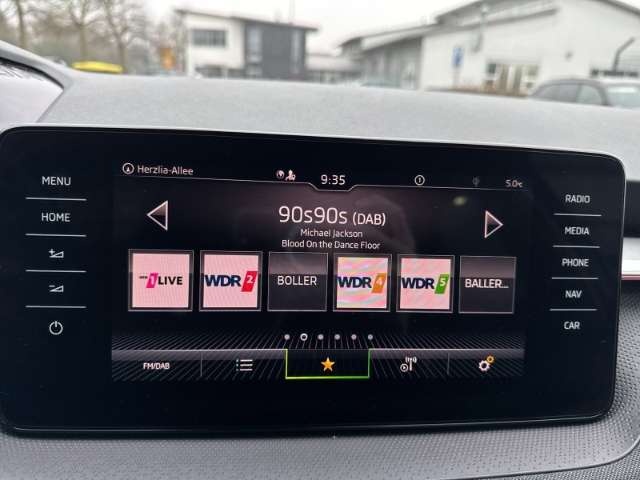 Herzlia-Allee
9:35
5.0°C
MENU
HOME
RADIO
MEDIA
PHONE
NAV
CAR
90s90s (DAB)
Michael Jackson
Blood On the Dance Floor
1LIVE
WDR 2
BOLLER
WDR 4
WDR 5
BALLER...
FM/DAB